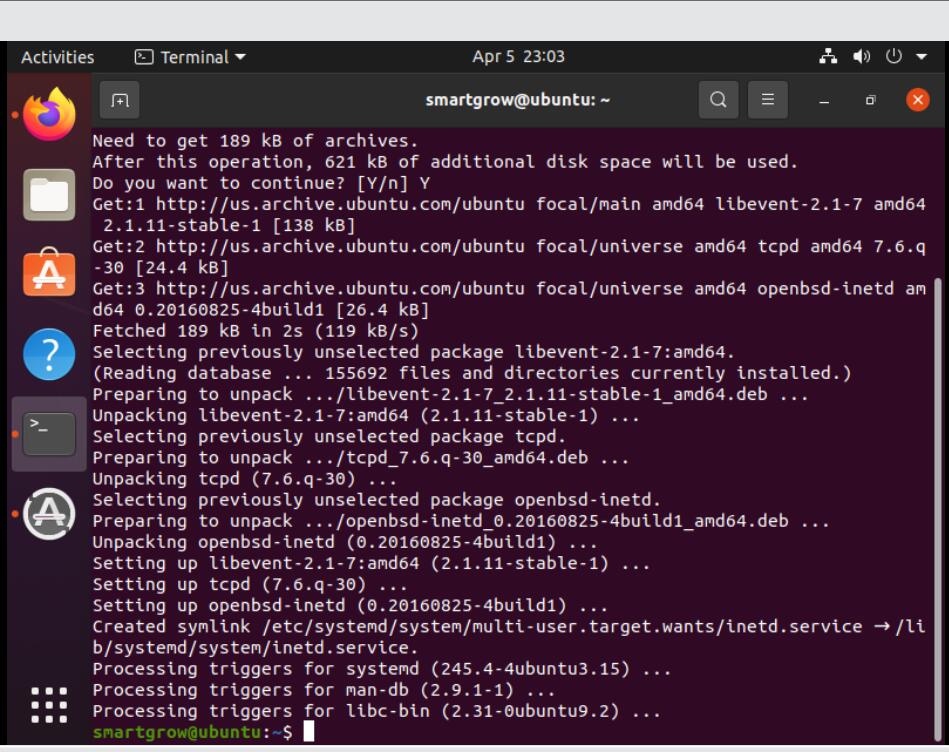 Activities
Terminal
Apr 5 23:03
smartgrow@ubuntu: ~
Need to get 189 kB of archives.
After this operation, 621 kB of additional disk space will be used.
Do you want to continue? [Y/n] Y
Get:1 http://us.archive.ubuntu.com/ubuntu focal/main amd64 libevent-2.1-7 amd64
 2.1.11-stable-1 [138 kB]
Get:2 http://us.archive.ubuntu.com/ubuntu focal/universe amd64 tcpd amd64 7.6.q
-30 [24.4 kB]
Get:3 http://us.archive.ubuntu.com/ubuntu focal/universe amd64 openbsd-inetd am
d64 0.20160825-4build1 [26.4 kB]
Fetched 189 kB in 2s (119 kB/s)
Selecting previously unselected package libevent-2.1-7:amd64.
(Reading database ... 155692 files and directories currently installed.)
Preparing to unpack .../libevent-2.1-7_2.1.11-stable-1_amd64.deb ...
Unpacking libevent-2.1-7:amd64 (2.1.11-stable-1) ...
Selecting previously unselected package tcpd.
Preparing to unpack .../tcpd_7.6.q-30_amd64.deb ...
Unpacking tcpd (7.6.q-30) ...
Selecting previously unselected package openbsd-inetd.
Preparing to unpack .../openbsd-inetd_0.20160825-4build1_amd64.deb ...
Unpacking openbsd-inetd (0.20160825-4build1) ...
Setting up libevent-2.1-7:amd64 (2.1.11-stable-1) ...
Setting up tcpd (7.6.q-30) ...
Setting up openbsd-inetd (0.20160825-4build1) ...
Created symlink /etc/systemd/system/multi-user.target.wants/inetd.service → /li
b/systemd/system/inetd.service.
Processing triggers for systemd (245.4-4ubuntu3.15) ...
Processing triggers for man-db (2.9.1-1) ...
Processing triggers for libc-bin (2.31-0ubuntu9.2) ...
smartgrow@ubuntu:~$